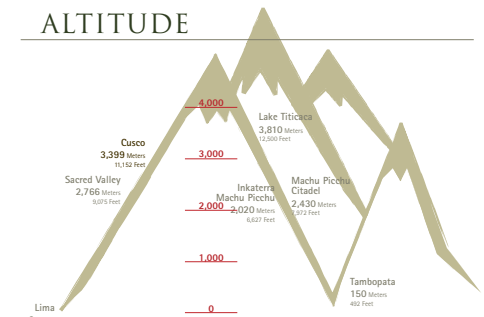 ALTITUDE
4,000
Lake Titicaca
3,810 Meters
12,500 Feet
Cusco
3,399 Meters
11,152 Feet
3,000
Sacred Valley
2,766 Meters
9,075 Feet
Inkaterra
Machu Picchu
2,020 Meters
6,627 Feet
Machu Picchu
Citadel
2,430 Meters
7,972 Feet
2,000
1,000
Tambopata
150 Meters
492 Feet
Lima
0